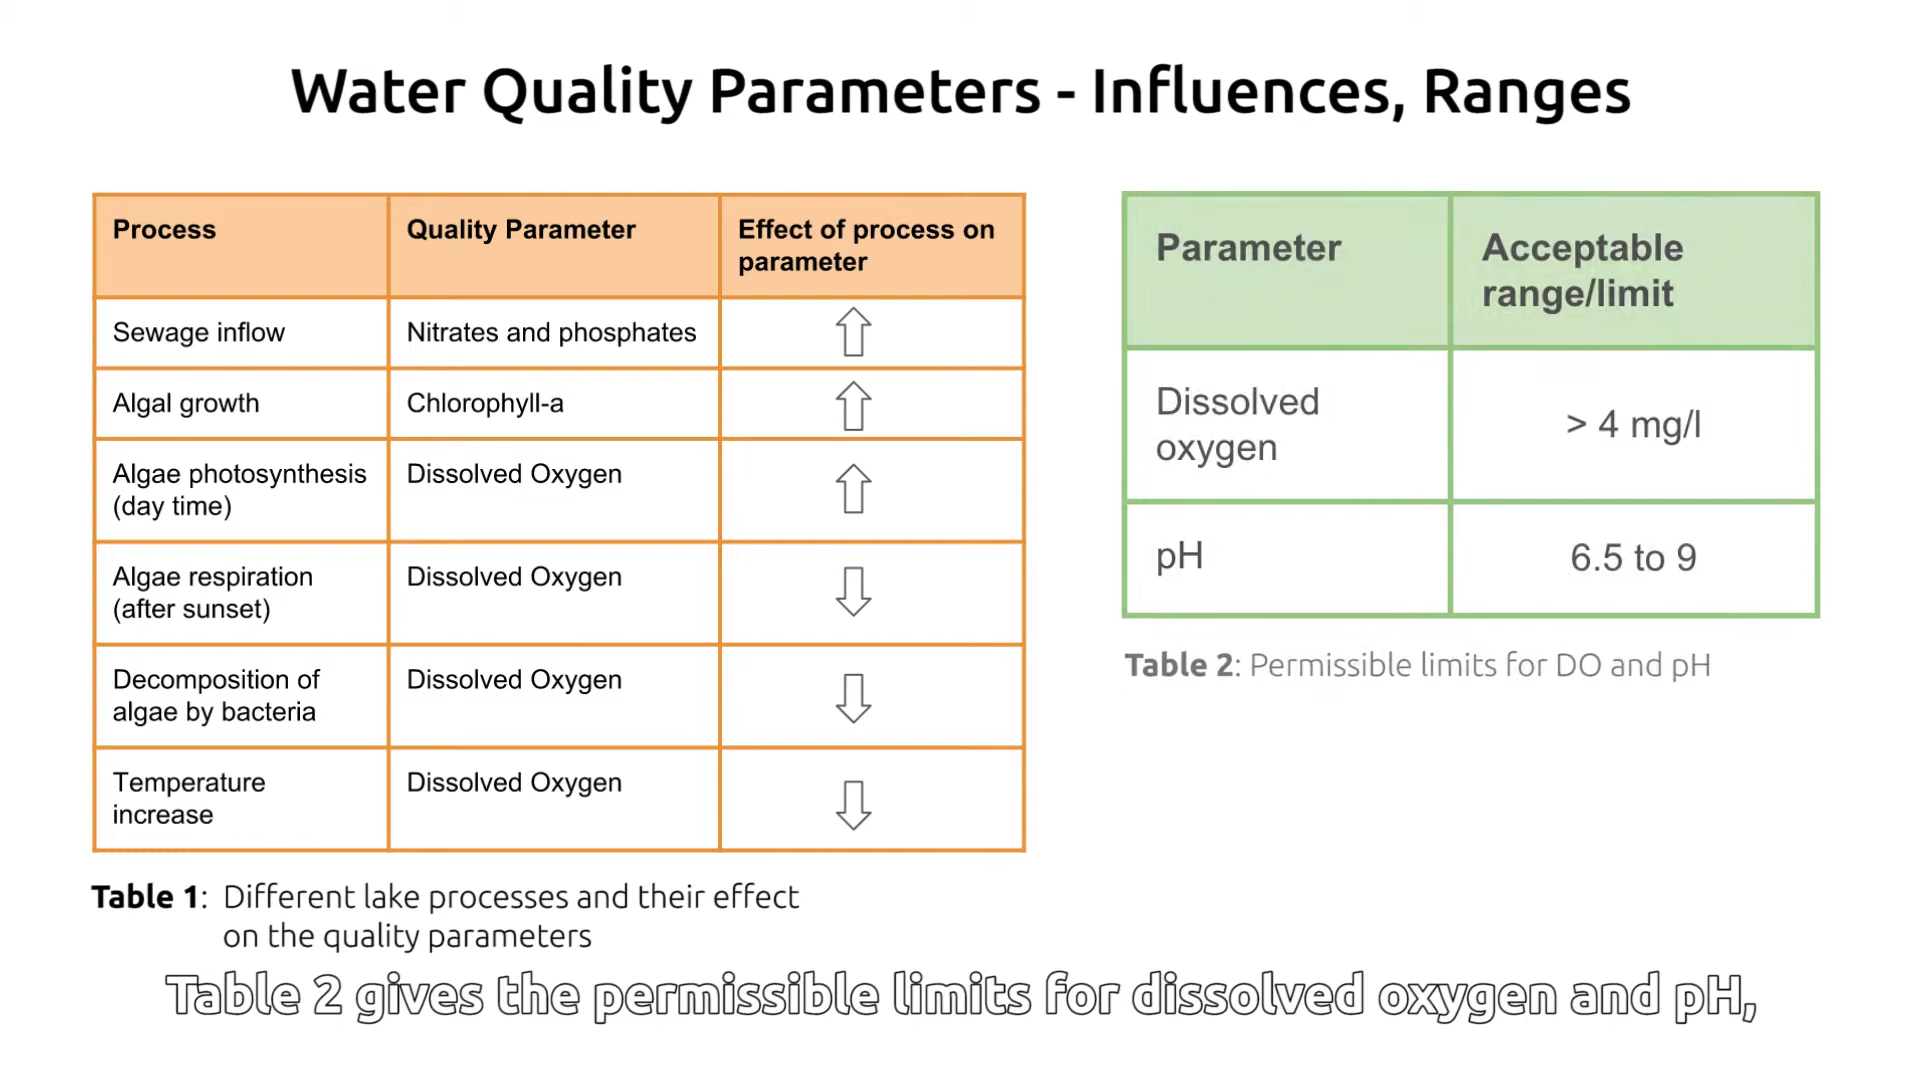 Water Quality Parameters - Influences, Ranges
Process
Quality Parameter
Effect of process on
parameter
Sewage inflow
Nitrates and phosphates
Algal growth
Chlorophyll-a
Algae photosynthesis
(day time)
Dissolved Oxygen
Algae respiration
(after sunset)
Dissolved Oxygen
Decomposition of
algae by bacteria
Dissolved Oxygen
Temperature
increase
Dissolved Oxygen
Table 1: Different lake processes and their effect
on the quality parameters
Parameter
Acceptable
range/limit
Dissolved
oxygen
> 4 mg/l
pH
6.5 to 9
Table 2: Permissible limits for DO and pH
Table 2 gives the permissible limits for dissolved oxygen and pH,